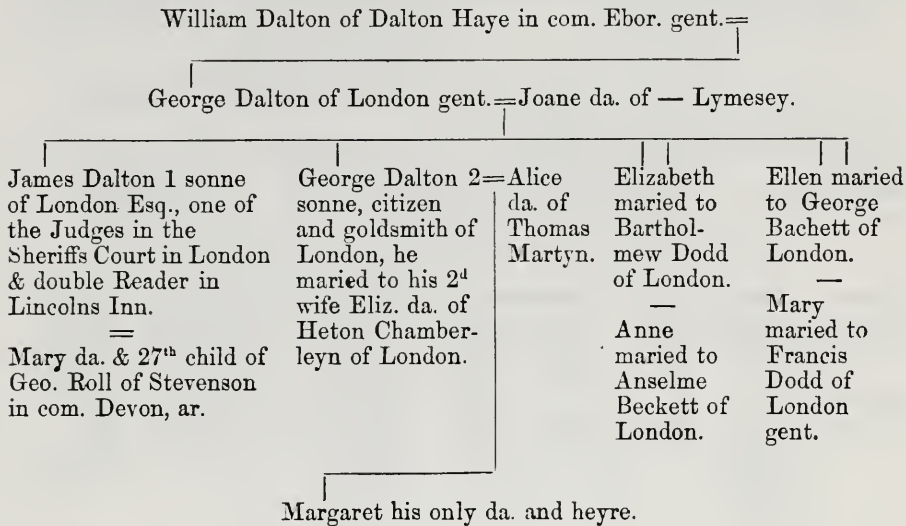 William Dalton of Dalton Haye in com. Ebor. gent.=
George Dalton of London gent.=Joane da. of — Lymesey.
James Dalton 1 sonne
of London Esq., one of
the Judges in the
Sheriffs Court in London
& double Reader in
Lincolns Inn.
=
Mary da. & 27th child of
Geo. Roll of Stevenson
in com. Devon, ar.
George Dalton 2=
sonne, citizen
and goldsmith of
London, he
maried to his 2d
wife Eliz. da. of
Heton Chamber-
leyn of London.
Alice
da. of
Thomas
Martyn.
Elizabeth
maried to
Barthol-
mew Dodd
of London.
—
Anne
maried to
Anselme
Beckett of
London.
Ellen maried
to George
Bachett of
London.
—
Mary
maried to
Francis
Dodd of
London
gent.
Margaret his only da. and heyre.